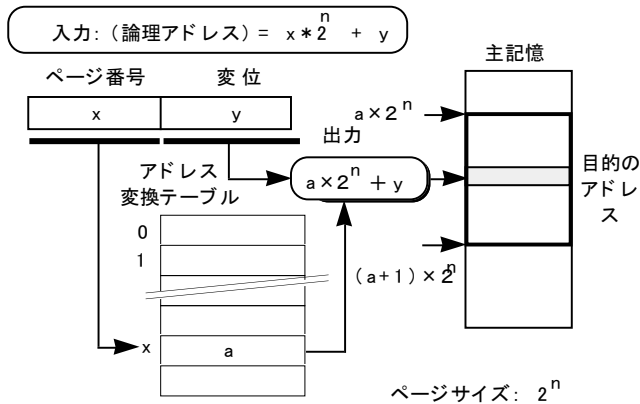 入力: (論理アドレス) = x*2^n + y
ページ番号 変位
x y
主記憶
a×2^n
出力
アドレス
変換テーブル
a×2^n + y
目的の
アドレ
ス
0
1
(a+1)×2^n
x a
ページサイズ: 2^n